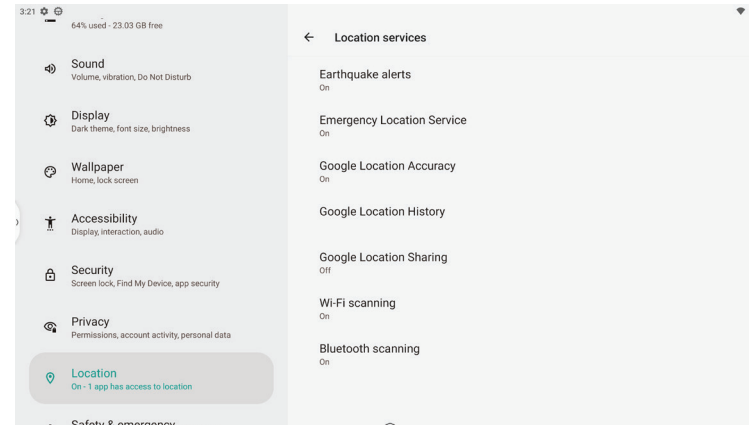 3:21
64% used - 23.03 GB free
Sound
Volume, vibration, Do Not Disturb
Display
Dark theme, font size, brightness
Wallpaper
Home, lock screen
Accessibility
Display, interaction, audio
Security
Screen lock, Find My Device, app security
Privacy
Permissions, account activity, personal data
Location
On - 1 app has access to location
Safety & emergency
Location services
Earthquake alerts
On
Emergency Location Service
On
Google Location Accuracy
On
Google Location History
Google Location Sharing
Off
Wi-Fi scanning
On
Bluetooth scanning
On